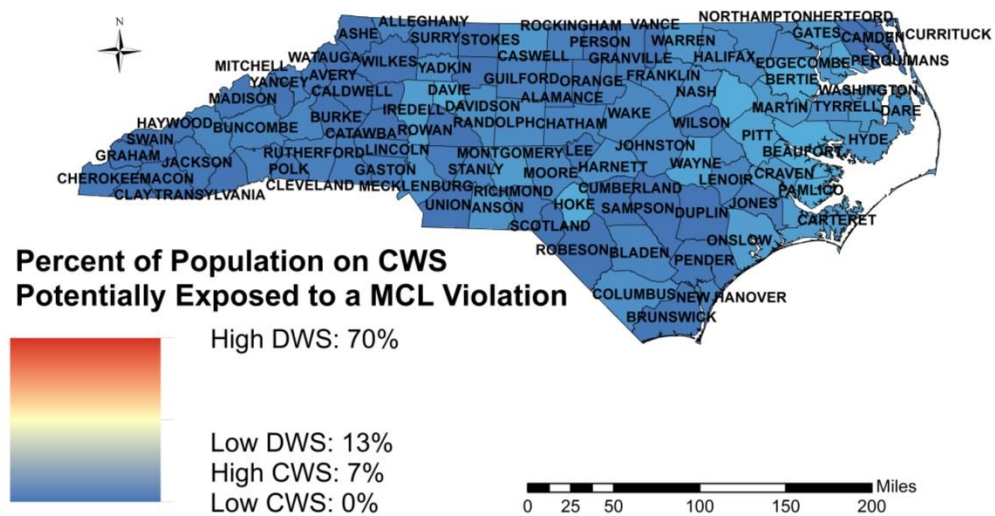 N
ALLEGHANY
ASHE
SURRY STOKES
ROCKINGHAM VANCE
NORTHAMPTON HERTFORD
GATES
CAMDEN CURRITUCK
PERSON
WARREN
CASWELL
GRANVILLE
HALIFAX
PERQUIMANS
WATAUGA
WILKES
YADKIN
MITCHELL
YANCEY
AVERY
CALDWELL
DAVIE
GUILFORD ORANGE
FRANKLIN
NASH
EDGECOMBE
BERTIE
WASHINGTON
MADISON
IREDELL
DAVIDSON
ALAMANCE
WAKE
MARTIN
TYRRELL
DARE
HAYWOOD
BUNCOMBE
BURKE
CATAWBA
ROWAN
RANDOLPH CHATHAM
WILSON
PITT
SWAIN
GRAHAM
JACKSON
RUTHERFORD
LINCOLN
MONTGOMERY
LEE
JOHNSTON
BEAUFORT
HYDE
POLK
GASTON
STANLY
MOORE
HARNETT
WAYNE
LENOIR
CRAVEN
CHEROKEE MACON
CLAY TRANSYLVANIA
CLEVELAND
MECKLENBURG
RICHMOND
CUMBERLAND
PAMLICO
UNION
ANSON
HOKE
SAMPSON
DUPLIN
JONES
CARTERET
SCOTLAND
ROBESON
BLADEN
PENDER
ONSLOW
COLUMBUS
NEW HANOVER
BRUNSWICK
Percent of Population on CWS
Potentially Exposed to a MCL Violation
High DWS: 70%
Low DWS: 13%
High CWS: 7%
Low CWS: 0%
Miles
0 25 50 100 150 200